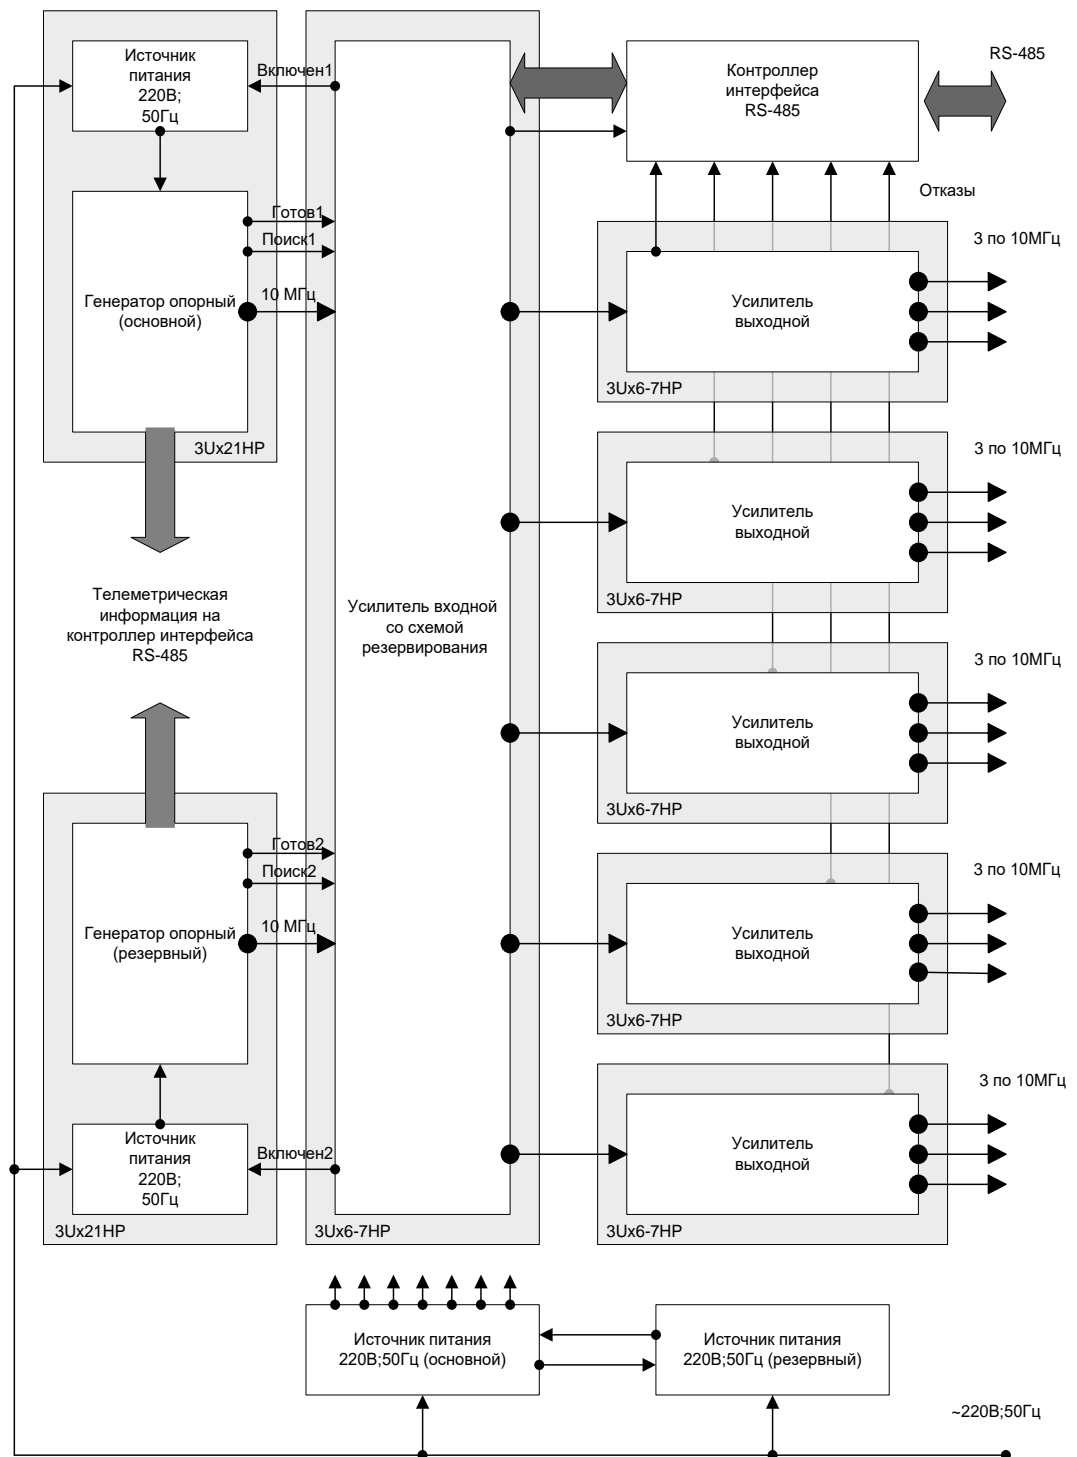 Источник
питания
220В;
50Гц
Включен1
Контроллер
интерфейса
RS-485
RS-485
Отказы
Готов1
Поиск1
10 МГц
Генератор опорный
(основной)
3Ux21HP
Усилитель
выходной
3Ux6-7HP
3 по 10МГц
Усилитель
выходной
3Ux6-7HP
3 по 10МГц
Телеметрическая
информация на
контроллер интерфейса
RS-485
Усилитель входной
со схемой
резервирования
Усилитель
выходной
3Ux6-7HP
3 по 10МГц
Готов2
Поиск2
10 МГц
Генератор опорный
(резервный)
Усилитель
выходной
3Ux6-7HP
3 по 10МГц
Источник
питания
220В;
50Гц
Включен2
3Ux21HP
3Ux6-7HP
Усилитель
выходной
3Ux6-7HP
3 по 10МГц
Источник питания
220В;50Гц (основной)
Источник питания
220В;50Гц (резервный)
~220В;50Гц